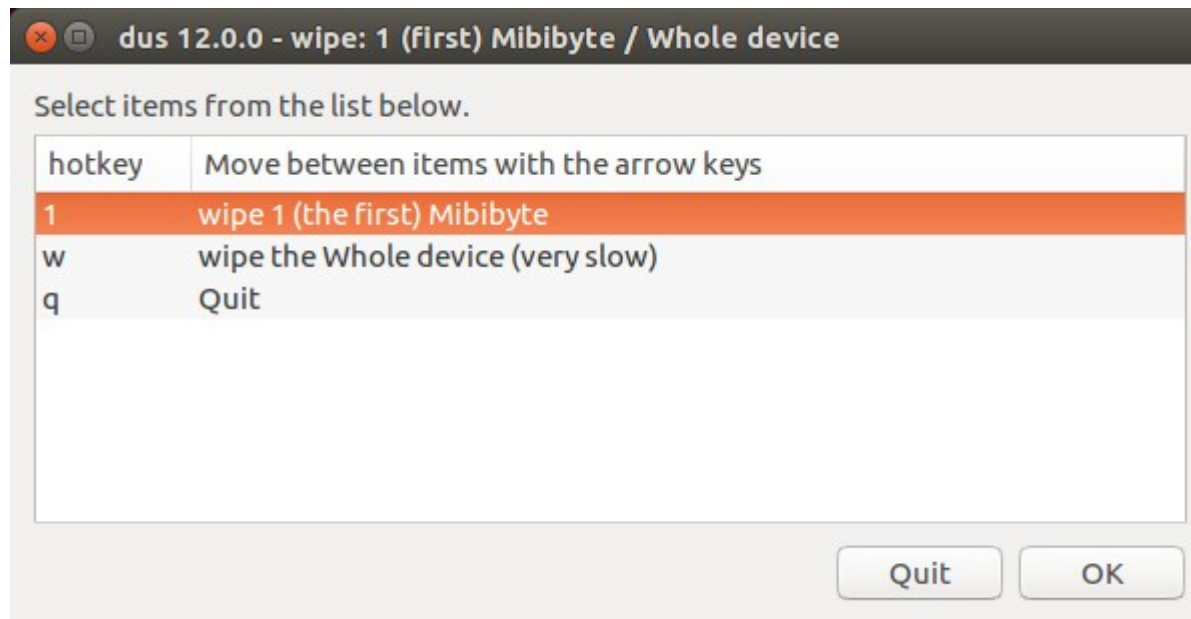 dus 12.0.0 - wipe: 1 (first) Mibibyte / Whole device
Select items from the list below.
hotkey Move between items with the arrow keys
1 wipe 1 (the first) Mibibyte
w wipe the Whole device (very slow)
q Quit
Quit OK